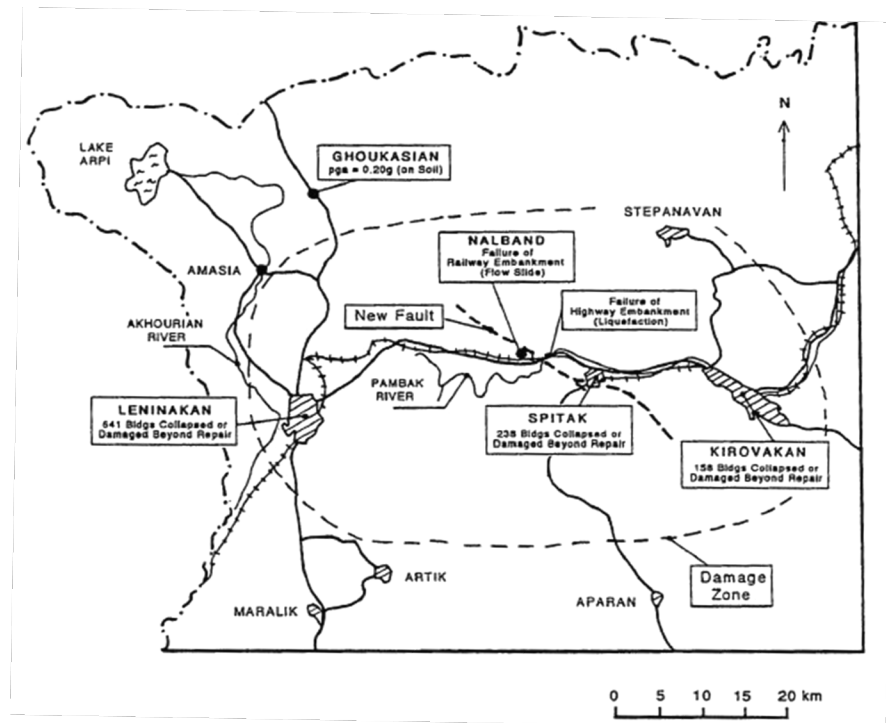 N
LAKE
ARPI
GHOUKASIAN
pga = 0.20g (on Soil)
STEPANAVAN
NALBAND
Failure of
Railway Embankment
(Flow Slide)
AMASIA
Failure of
Highway Embankment
(Liquefaction)
New Fault
AKHOURIAN
RIVER
PAMBAK
RIVER
LENINAKAN
641 Bldgs Collapsed or
Damaged Beyond Repair
SPITAK
238 Bldgs Collapsed or
Damaged Beyond Repair
KIROVAKAN
158 Bldgs Collapsed or
Damaged Beyond Repair
ARTIK
Damage
Zone
MARALIK
APARAN
0 5 10 15 20 km